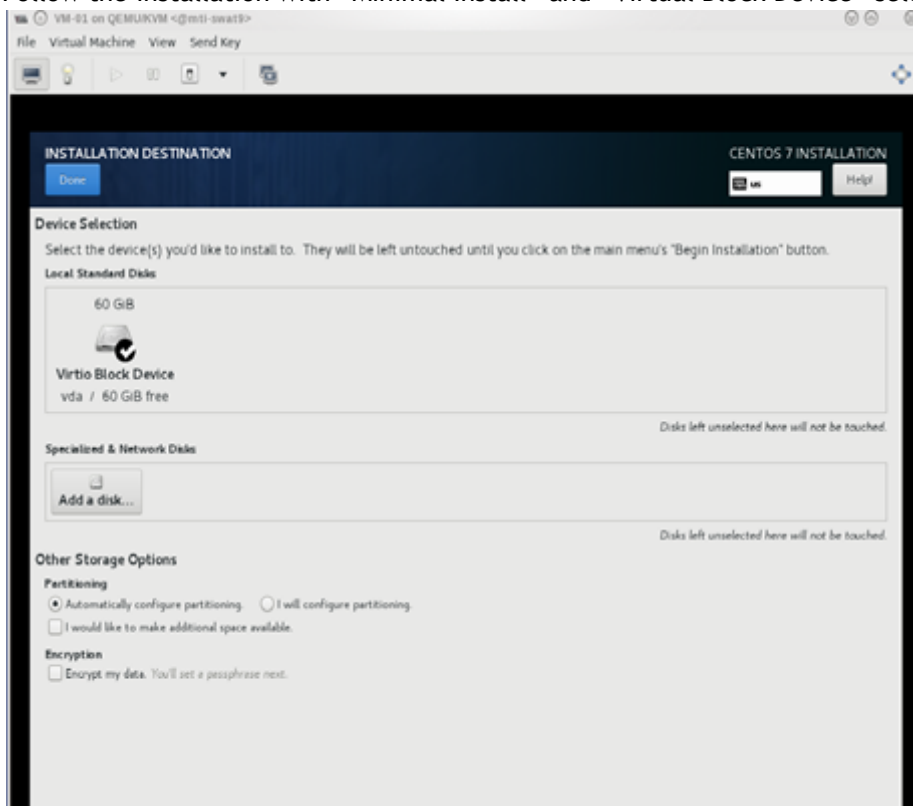 Follow the installation with "Minimal Install" and "Virtual Block Device"
VM-01 on QEMU/KVM <@mti-swat9>
File Virtual Machine View Send Key
INSTALLATION DESTINATION
CENTOS 7 INSTALLATION
Done
us
Help!
Device Selection
Select the device(s) you'd like to install to. They will be left untouched until you click on the main menu's "Begin Installation" button.
Local Standard Disks
60 GiB
Virtio Block Device
vda / 60 GiB free
Disks left unselected here will not be touched.
Specialized & Network Disks
Add a disk...
Disks left unselected here will not be touched.
Other Storage Options
Partitioning
Automatically configure partitioning. I will configure partitioning.
I would like to make additional space available.
Encryption
Encrypt my data. You'll set a passphrase next.